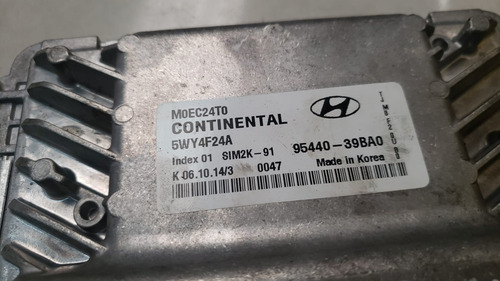 M0EC24T0
CONTINENTAL
5WY4F24A
Index 01 SIM2K-91
95440-39BA0
K 06.10.14/3 0047
Made in Korea